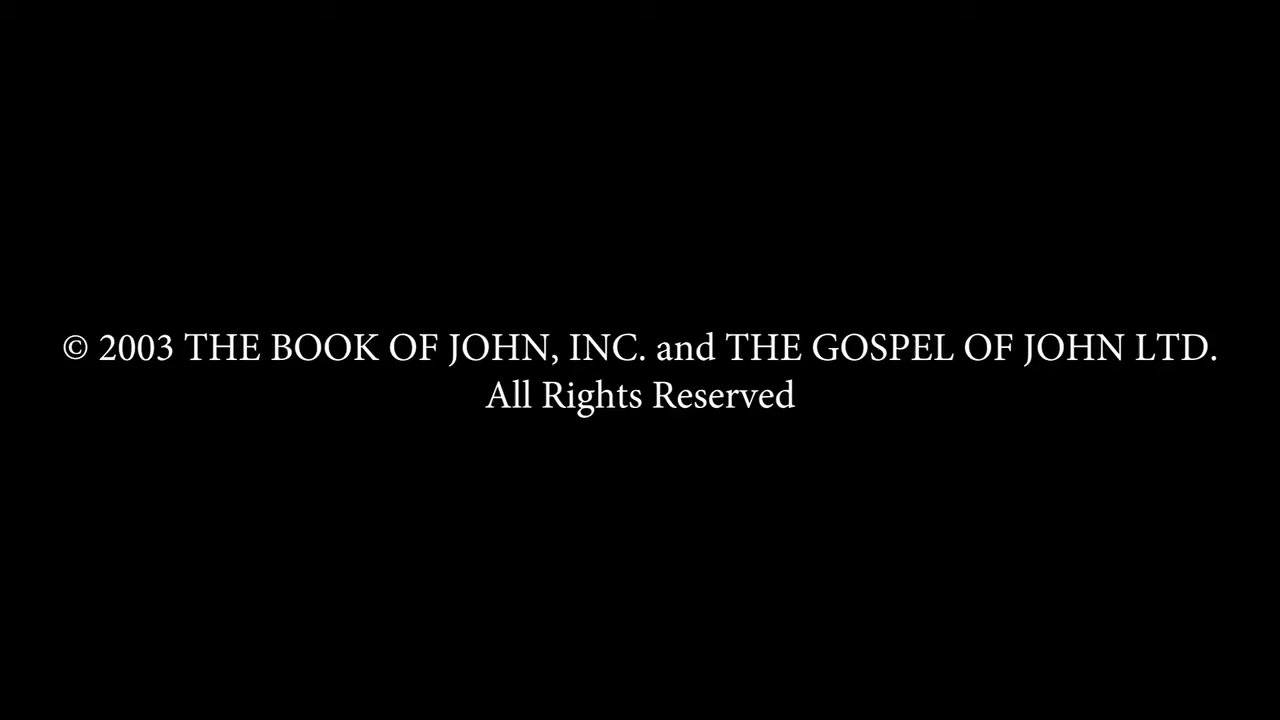 © 2003 THE BOOK OF JOHN, INC. and THE GOSPEL OF JOHN LTD.
All Rights Reserved